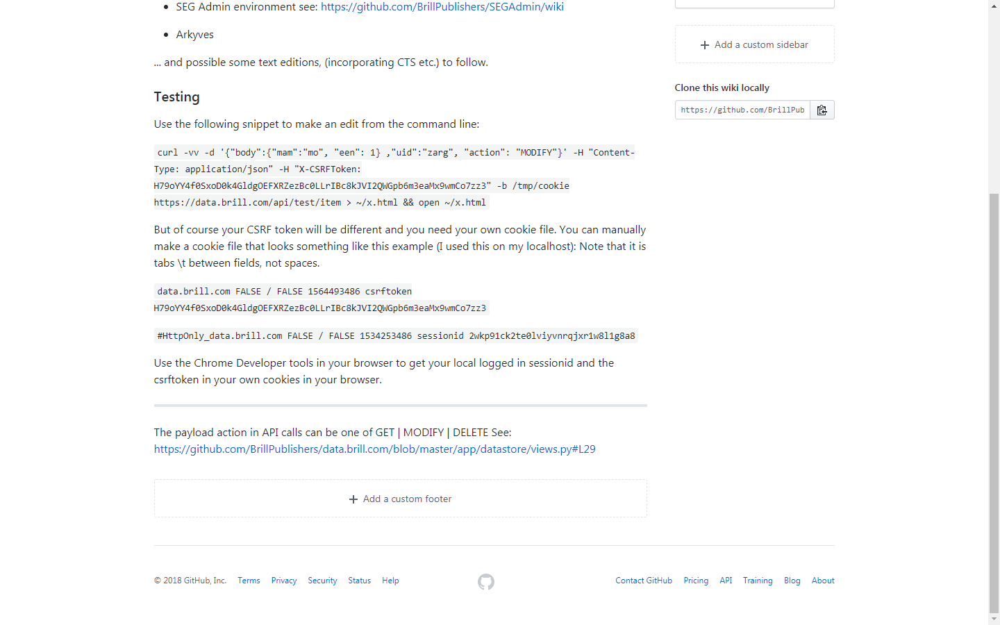 SEG Admin environment see: https://github.com/BrillPublishers/SEGAdmin/wiki
Arkyves
... and possible some text editions, (incorporating CTS etc.) to follow.
Testing
Use the following snippet to make an edit from the command line:
curl -vv -d '{"body":{"mam":"mo", "een": 1} ,"uid":"zarg", "action": "MODIFY"}' -H "Content-
Type: application/json" -H "X-CSRFToken:
H79oYY4f0SxoD0k4GldgOEFXRZezBc0LLrIBc8kJVI2QWGpb6m3eaMx9wmCo7zz3" -b /tmp/cookie
https://data.brill.com/api/test/item > ~/x.html && open ~/x.html
But of course your CSRF token will be different and you need your own cookie file. You can manually
make a cookie file that looks something like this example (I used this on my localhost): Note that it is
tabs \t between fields, not spaces.
data.brill.com FALSE / FALSE 1564493486 csrftoken
H79oYY4f0SxoD0k4GldgOEFXRZezBc0LLrIBc8kJVI2QWGpb6m3eaMx9wmCo7zz3
#HttpOnly_data.brill.com FALSE / FALSE 1534253486 sessionid 2wkp91ck2te0lviyvnrqjxr1w8l1g8a8
Use the Chrome Developer tools in your browser to get your local logged in sessionid and the
csrftoken in your own cookies in your browser.
The payload action in API calls can be one of GET | MODIFY | DELETE See:
https://github.com/BrillPublishers/data.brill.com/blob/master/app/datastore/views.py#L29
Add a custom footer
Add a custom sidebar
Clone this wiki locally
https://github.com/BrillPub
© 2018 GitHub, Inc. Terms Privacy Security Status Help
Contact GitHub Pricing API Training Blog About